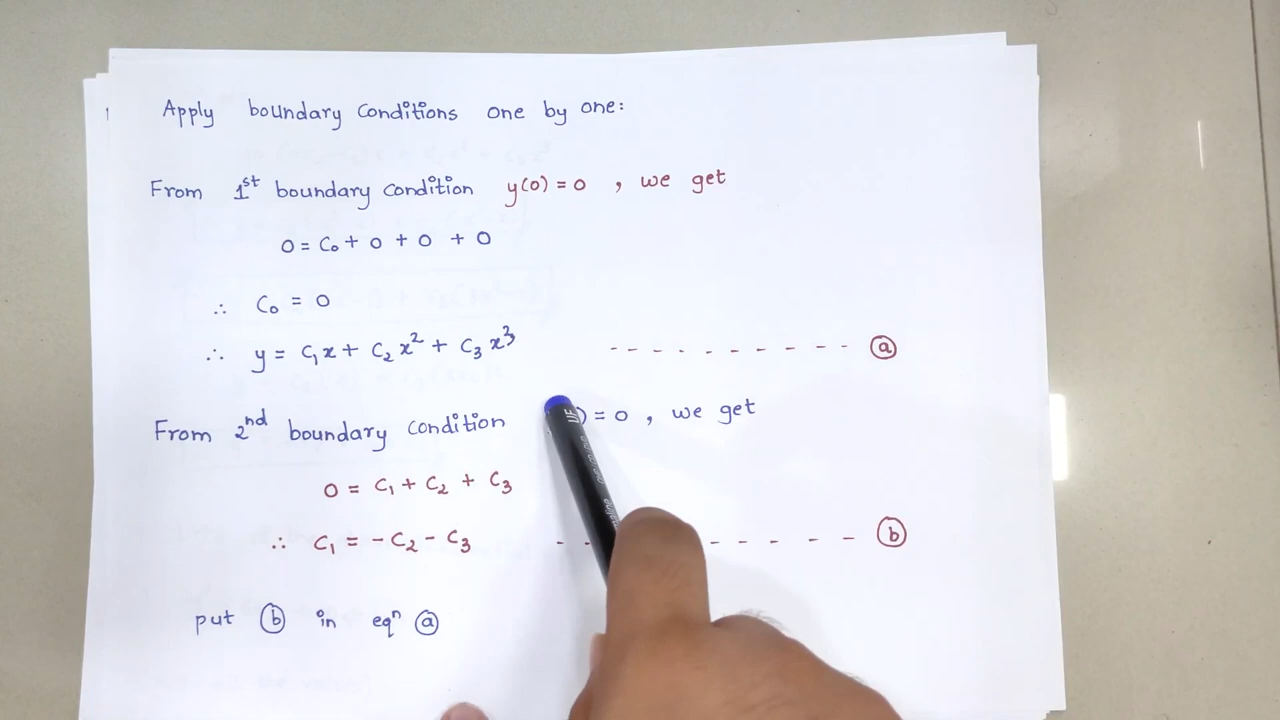 Apply boundary conditions one by one:
From 1st boundary condition y(0) = 0 , we get
0 = C₀ + 0 + 0 + 0
∴ C₀ = 0
∴ y = C₁x + C₂x² + C₃x³ - - - - - - - - - - ⓐ
From 2nd boundary condition ) = 0 , we get
0 = C₁ + C₂ + C₃
∴ C₁ = -C₂ - C₃ - - - - - - - ⓑ
put ⓑ in eqⁿ ⓐ